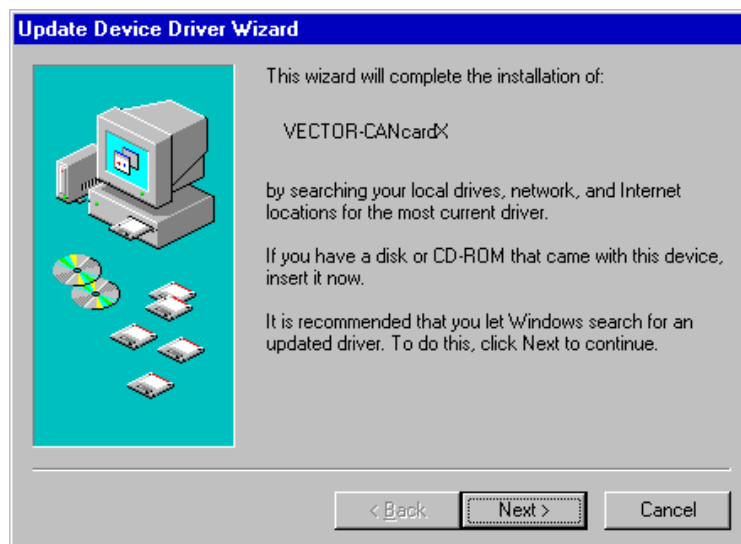 Update Device Driver Wizard
This wizard will complete the installation of:
VECTOR-CANcardX
by searching your local drives, network, and Internet
locations for the most current driver.
If you have a disk or CD-ROM that came with this device,
insert it now.
It is recommended that you let Windows search for an
updated driver. To do this, click Next to continue.
< Back
Next >
Cancel